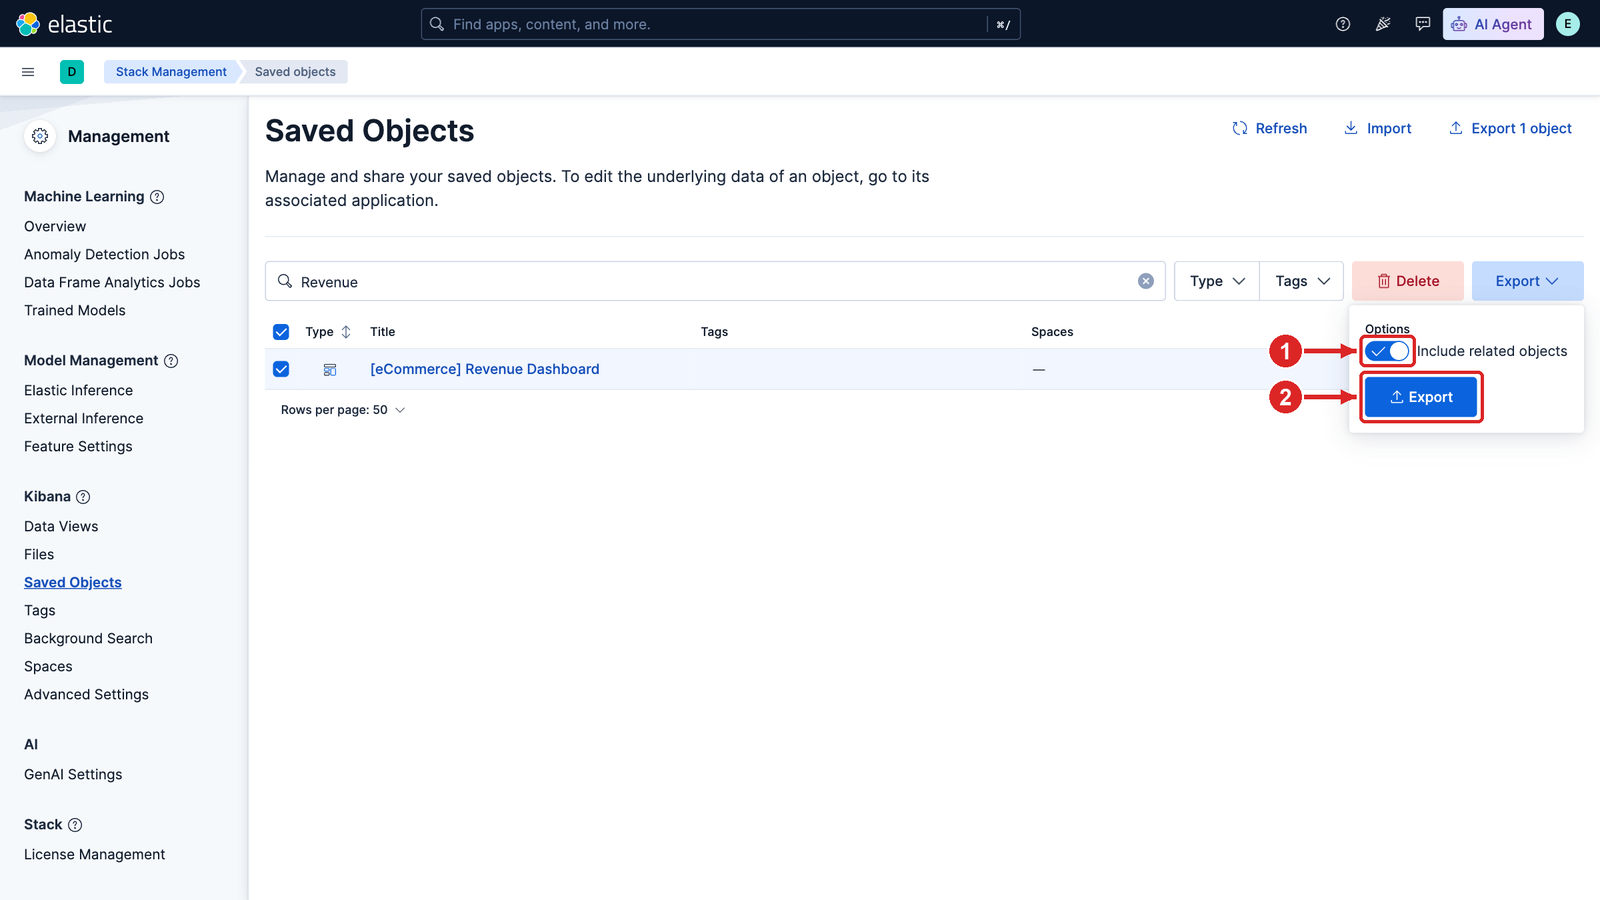 elastic
Find apps, content, and more.
⌘/
AI Agent
E
D
Stack Management
Saved objects
Management
Machine Learning
Overview
Anomaly Detection Jobs
Data Frame Analytics Jobs
Trained Models
Model Management
Elastic Inference
External Inference
Feature Settings
Kibana
Data Views
Files
Saved Objects
Tags
Background Search
Spaces
Advanced Settings
AI
GenAI Settings
Stack
License Management
Saved Objects
Refresh
Import
Export 1 object
Manage and share your saved objects. To edit the underlying data of an object, go to its
associated application.
Revenue
Type
Tags
Delete
Export
Type
Title
Tags
Spaces
[eCommerce] Revenue Dashboard
—
Rows per page: 50
Options
1
Include related objects
2
Export